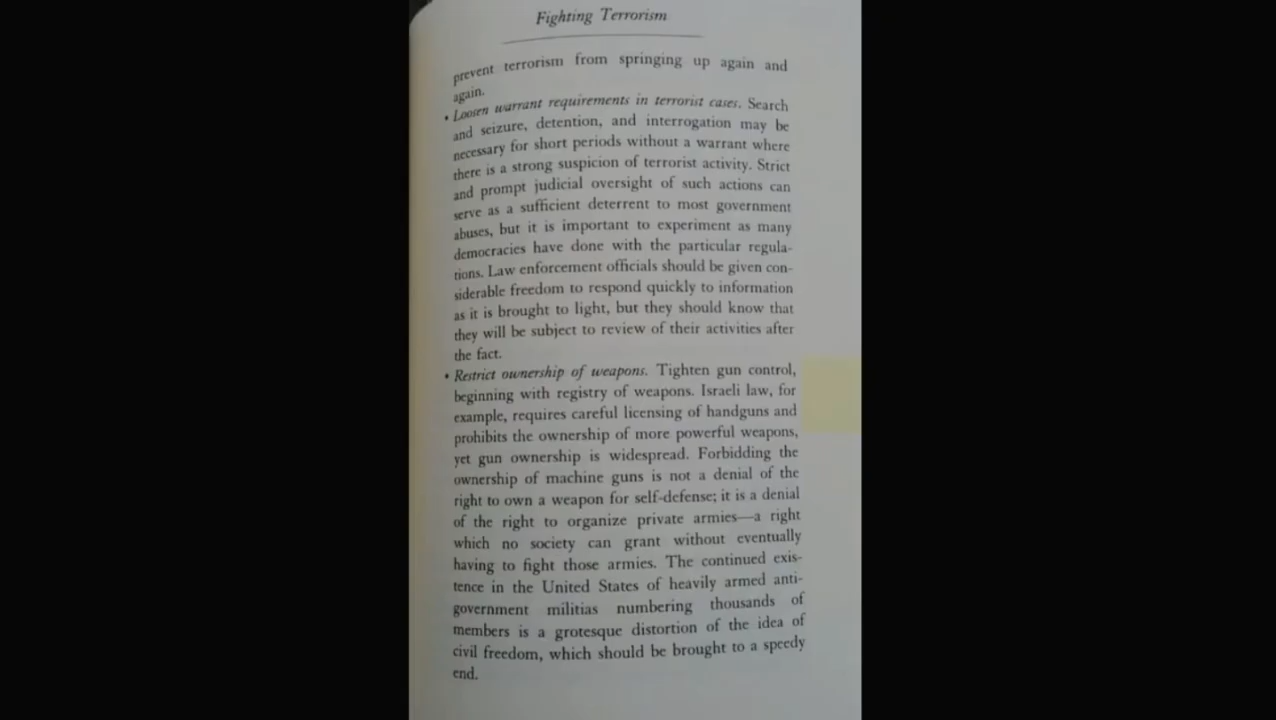 Fighting Terrorism
prevent terrorism from springing up again and
again.
• Loosen warrant requirements in terrorist cases. Search
and seizure, detention, and interrogation may be
necessary for short periods without a warrant where
there is a strong suspicion of terrorist activity. Strict
and prompt judicial oversight of such actions can
serve as a sufficient deterrent to most government
abuses, but it is important to experiment as many
democracies have done with the particular regula-
tions. Law enforcement officials should be given con-
siderable freedom to respond quickly to information
as it is brought to light, but they should know that
they will be subject to review of their activities after
the fact.
• Restrict ownership of weapons. Tighten gun control,
beginning with registry of weapons. Israeli law, for
example, requires careful licensing of handguns and
prohibits the ownership of more powerful weapons,
yet gun ownership is widespread. Forbidding the
ownership of machine guns is not a denial of the
right to own a weapon for self-defense; it is a denial
of the right to organize private armies—a right
which no society can grant without eventually
having to fight those armies. The continued exis-
tence in the United States of heavily armed anti-
government militias numbering thousands of
members is a grotesque distortion of the idea of
civil freedom, which should be brought to a speedy
end.